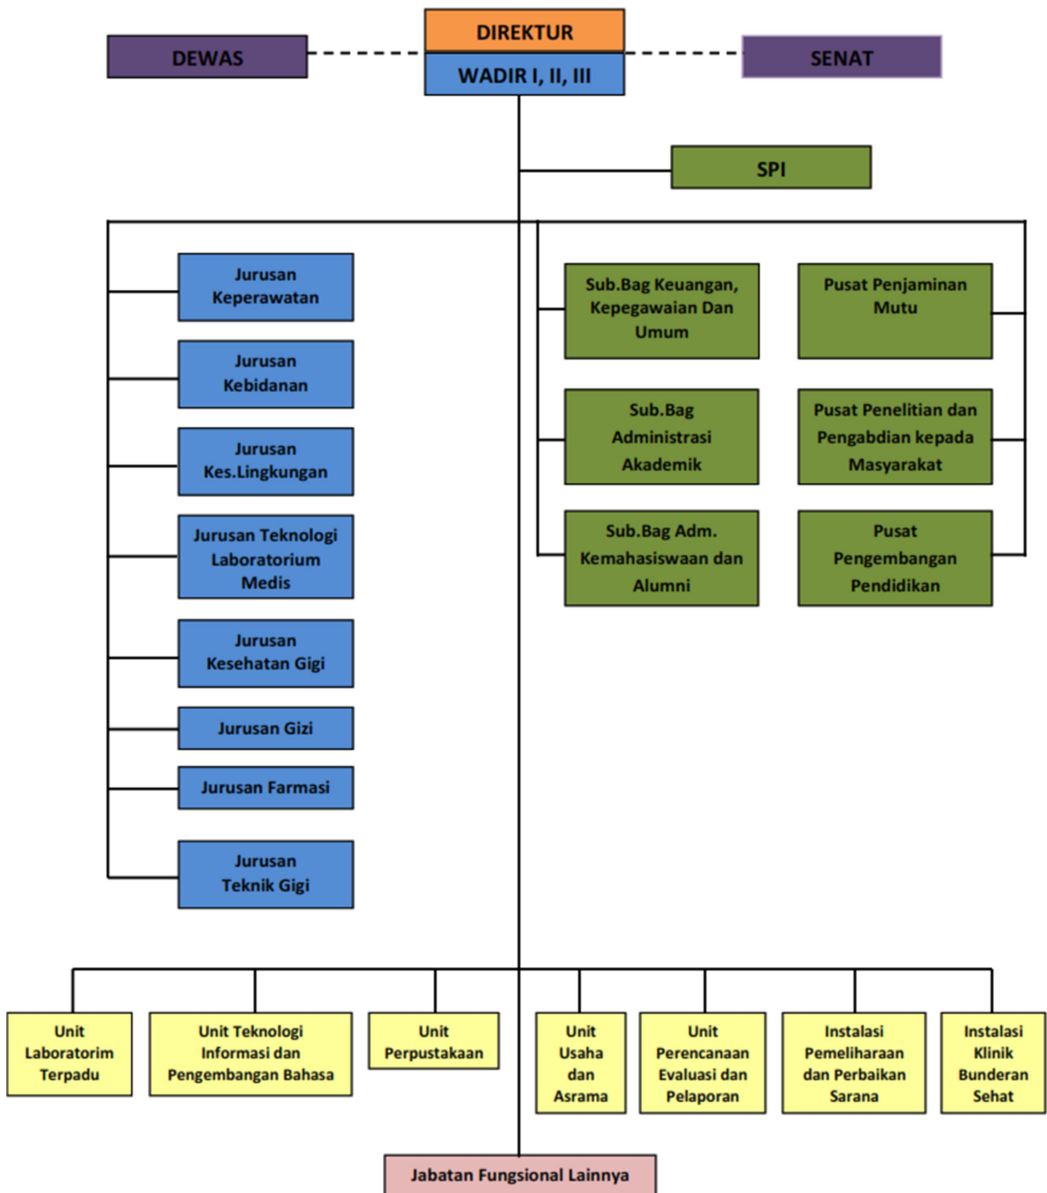 DIREKTUR
DEWAS
SENAT
WADIR I, II, III
SPI
Jurusan
Keperawatan
Jurusan
Kebidanan
Jurusan
Kes.Lingkungan
Jurusan Teknologi
Laboratorium
Medis
Jurusan
Kesehatan Gigi
Jurusan Gizi
Jurusan Farmasi
Jurusan
Teknik Gigi
Sub.Bag Keuangan,
Kepegawaian Dan
Umum
Sub.Bag
Administrasi
Akademik
Sub.Bag Adm.
Kemahasiswaan dan
Alumni
Pusat Penjaminan
Mutu
Pusat Penelitian dan
Pengabdian kepada
Masyarakat
Pusat
Pengembangan
Pendidikan
Unit
Laboratorim
Terpadu
Unit Teknologi
Informasi dan
Pengembangan Bahasa
Unit
Perpustakaan
Unit
Usaha
dan
Asrama
Unit
Perencanaan
Evaluasi dan
Pelaporan
Instalasi
Pemeliharaan
dan Perbaikan
Sarana
Instalasi
Klinik
Bunderan
Sehat
Jabatan Fungsional Lainnya